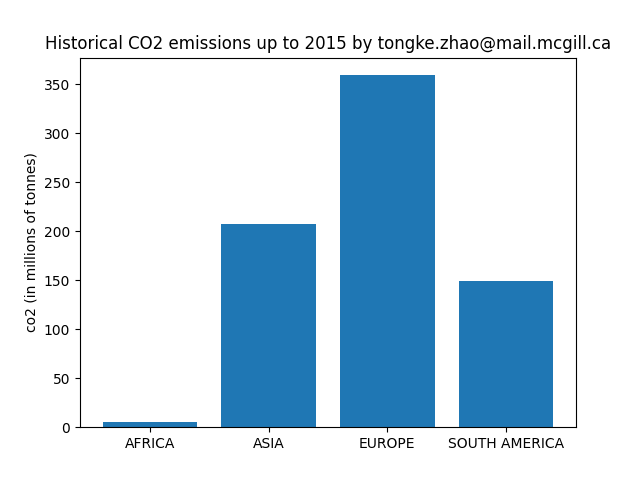 Historical CO2 emissions up to 2015 by tongke.zhao@mail.mcgill.ca
co2 (in millions of tonnes)
350
300
250
200
150
100
50
0
AFRICA ASIA EUROPE SOUTH AMERICA